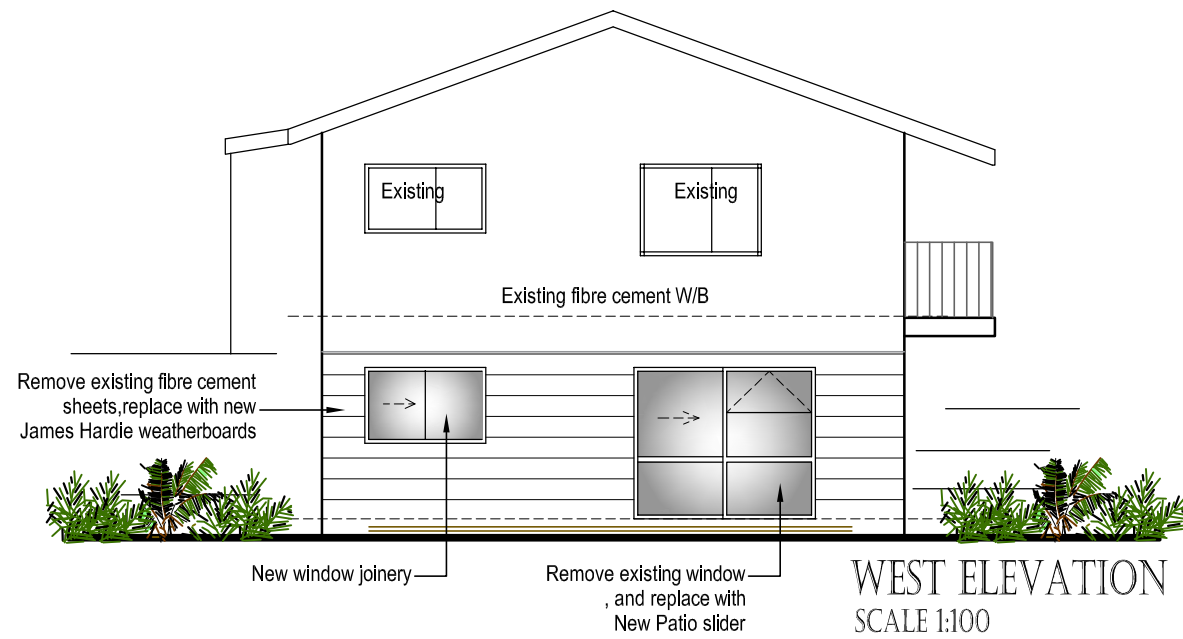 Existing
Existing
Existing fibre cement W/B
Remove existing fibre cement
sheets,replace with new
James Hardie weatherboards
New window joinery
Remove existing window
, and replace with
New Patio slider
WEST ELEVATION
SCALE 1:100